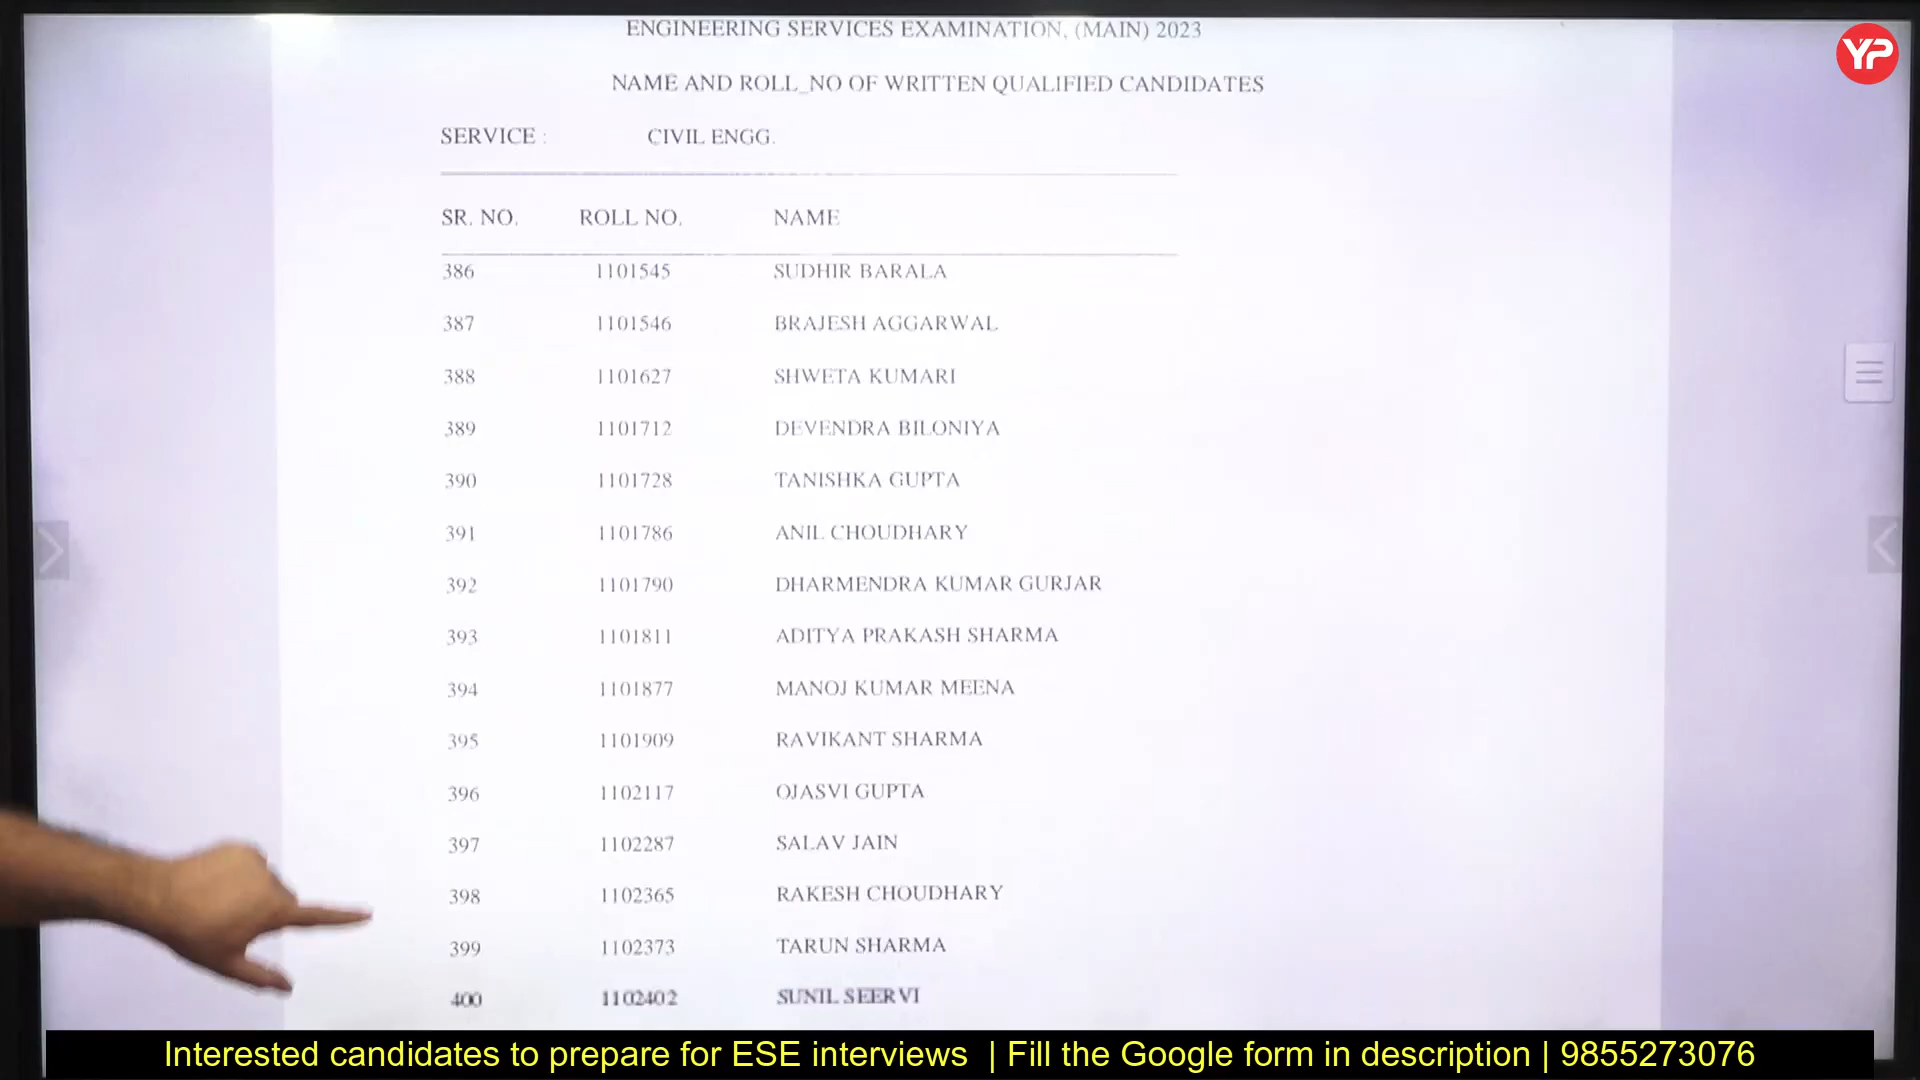 ENGINEERING SERVICES EXAMINATION, (MAIN) 2023
YP
NAME AND ROLL_NO OF WRITTEN QUALIFIED CANDIDATES
SERVICE : CIVIL ENGG.
SR. NO. ROLL NO. NAME
386 1101545 SUDHIR BARALA
387 1101546 BRAJESH AGGARWAL
388 1101627 SHWETA KUMARI
389 1101712 DEVENDRA BILONIYA
390 1101728 TANISHKA GUPTA
391 1101786 ANIL CHOUDHARY
392 1101790 DHARMENDRA KUMAR GURJAR
393 1101811 ADITYA PRAKASH SHARMA
394 1101877 MANOJ KUMAR MEENA
395 1101909 RAVIKANT SHARMA
396 1102117 OJASVI GUPTA
397 1102287 SALAV JAIN
398 1102365 RAKESH CHOUDHARY
399 1102373 TARUN SHARMA
400 1102402 SUNIL SEERVI
Interested candidates to prepare for ESE interviews | Fill the Google form in description | 9855273076